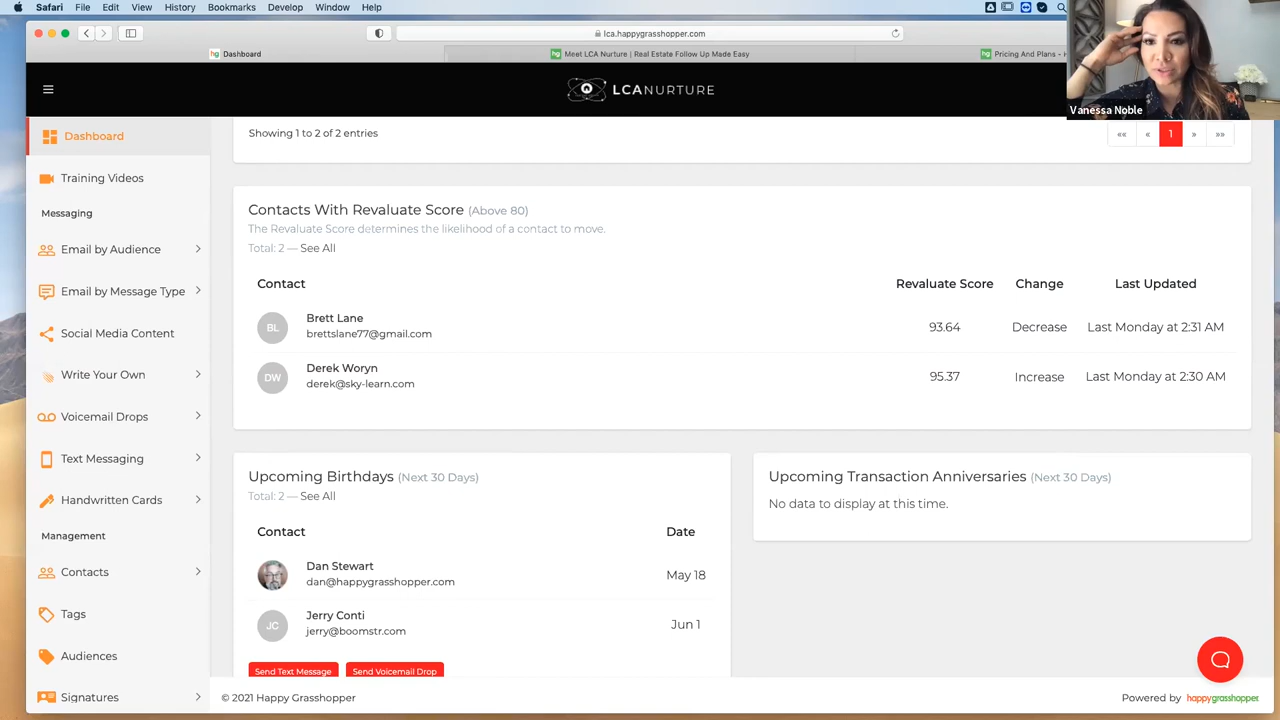 Safari File Edit View History Bookmarks Develop Window Help
lca.happygrasshopper.com
hg Dashboard
hg Meet LCA Nurture | Real Estate Follow Up Made Easy
hg Pricing And Plans - H
LCANURTURE
Vanessa Noble
Dashboard
Training Videos
Messaging
Email by Audience
Email by Message Type
Social Media Content
Write Your Own
Voicemail Drops
Text Messaging
Handwritten Cards
Management
Contacts
Tags
Audiences
Signatures
Showing 1 to 2 of 2 entries
«« « 1 » »»
Contacts With Revaluate Score (Above 80)
The Revaluate Score determines the likelihood of a contact to move.
Total: 2 — See All
Contact Revaluate Score Change Last Updated
BL Brett Lane
brettslane77@gmail.com
93.64 Decrease Last Monday at 2:31 AM
DW Derek Woryn
derek@sky-learn.com
95.37 Increase Last Monday at 2:30 AM
Upcoming Birthdays (Next 30 Days)
Total: 2 — See All
Contact Date
Dan Stewart
dan@happygrasshopper.com
May 18
JC Jerry Conti
jerry@boomstr.com
Jun 1
Send Text Message Send Voicemail Drop
Upcoming Transaction Anniversaries (Next 30 Days)
No data to display at this time.
© 2021 Happy Grasshopper
Powered by happygrasshopper